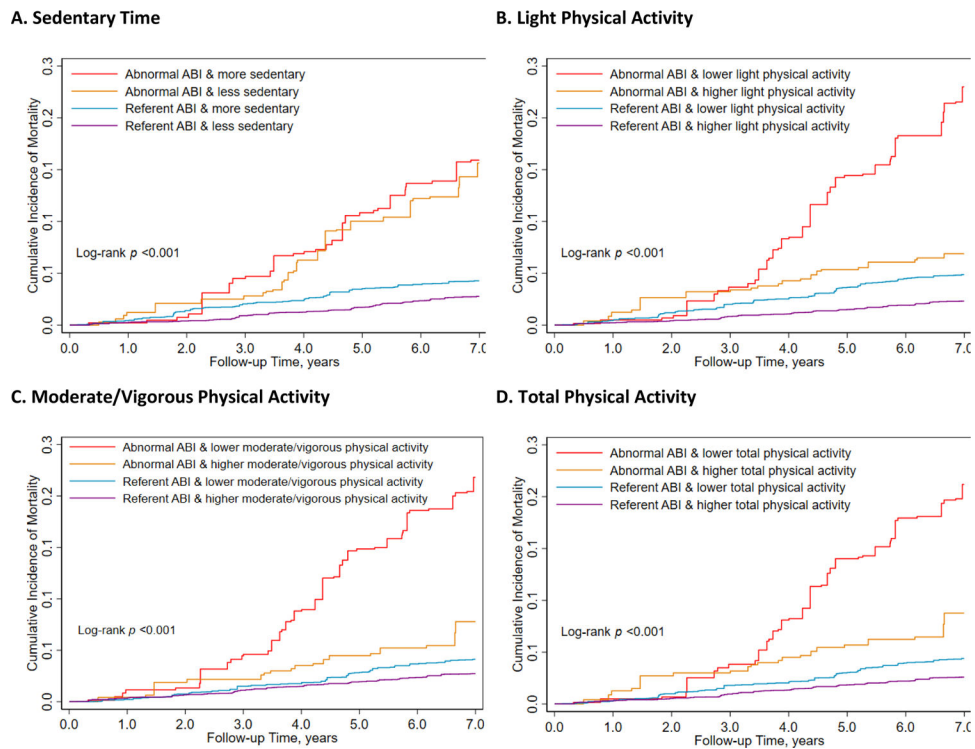 A. Sedentary Time
Cumulative Incidence of Mortality
0.3
0.2
0.1
0.1
0.1
0.0
Abnormal ABI & more sedentary
Abnormal ABI & less sedentary
Referent ABI & more sedentary
Referent ABI & less sedentary
Log-rank p <0.001
0.0 1.0 2.0 3.0 4.0 5.0 6.0 7.0
Follow-up Time, years
B. Light Physical Activity
Cumulative Incidence of Mortality
0.3
0.2
0.1
0.1
0.1
0.0
Abnormal ABI & lower light physical activity
Abnormal ABI & higher light physical activity
Referent ABI & lower light physical activity
Referent ABI & higher light physical activity
Log-rank p <0.001
0.0 1.0 2.0 3.0 4.0 5.0 6.0 7.0
Follow-up Time, years
C. Moderate/Vigorous Physical Activity
Cumulative Incidence of Mortality
0.3
0.2
0.1
0.1
0.1
0.0
Abnormal ABI & lower moderate/vigorous physical activity
Abnormal ABI & higher moderate/vigorous physical activity
Referent ABI & lower moderate/vigorous physical activity
Referent ABI & higher moderate/vigorous physical activity
Log-rank p <0.001
0.0 1.0 2.0 3.0 4.0 5.0 6.0 7.0
Follow-up Time, years
D. Total Physical Activity
Cumulative Incidence of Mortality
0.3
0.2
0.1
0.1
0.1
0.0
Abnormal ABI & lower total physical activity
Abnormal ABI & higher total physical activity
Referent ABI & lower total physical activity
Referent ABI & higher total physical activity
Log-rank p <0.001
0.0 1.0 2.0 3.0 4.0 5.0 6.0 7.0
Follow-up Time, years